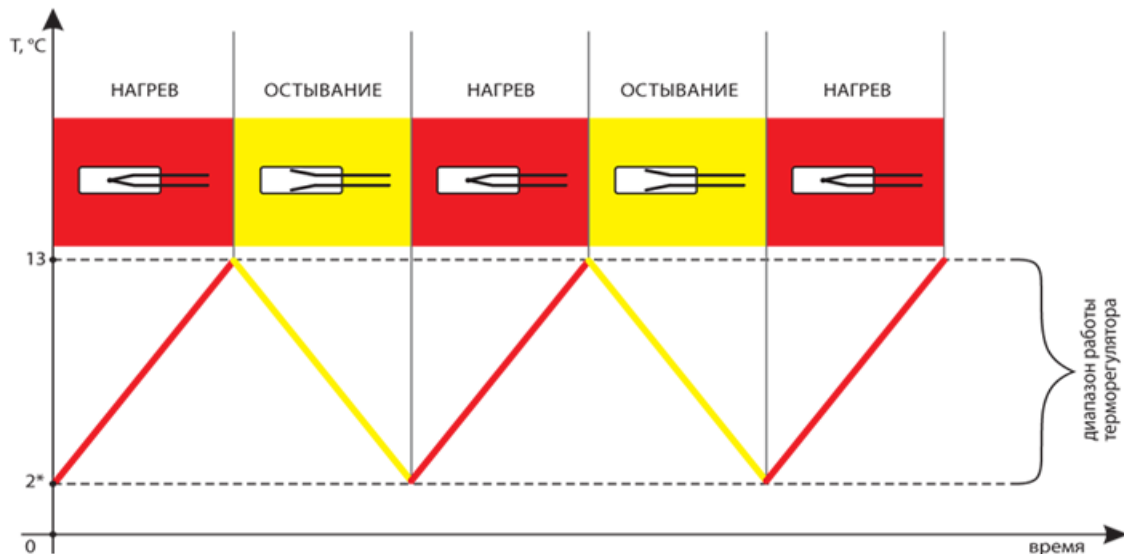 T, °C
НАГРЕВ
ОСТЫВАНИЕ
НАГРЕВ
ОСТЫВАНИЕ
НАГРЕВ
13
2*
0
время
диапазон работы
терморегулятора